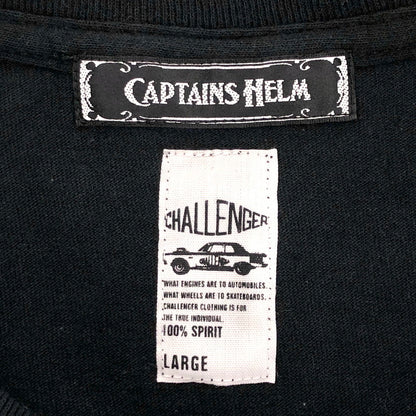 CAPTAINS HELM
CHALLENGER
WHAT ENGINES ARE TO AUTOMOBILES.
WHAT WHEELS ARE TO SKATEBOARDS.
CHALLENGER CLOTHING IS FOR
THE TRUE INDIVIDUAL.
100% SPIRIT
LARGE